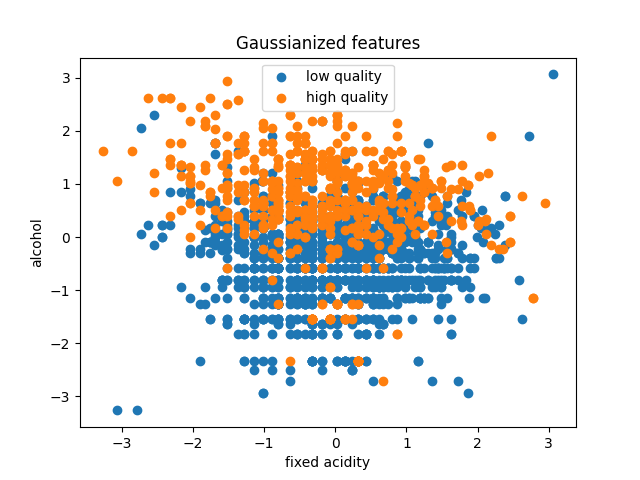 Gaussianized features
low quality
high quality
alcohol
3
2
1
0
−1
−2
−3
−3
−2
−1
0
1
2
3
fixed acidity